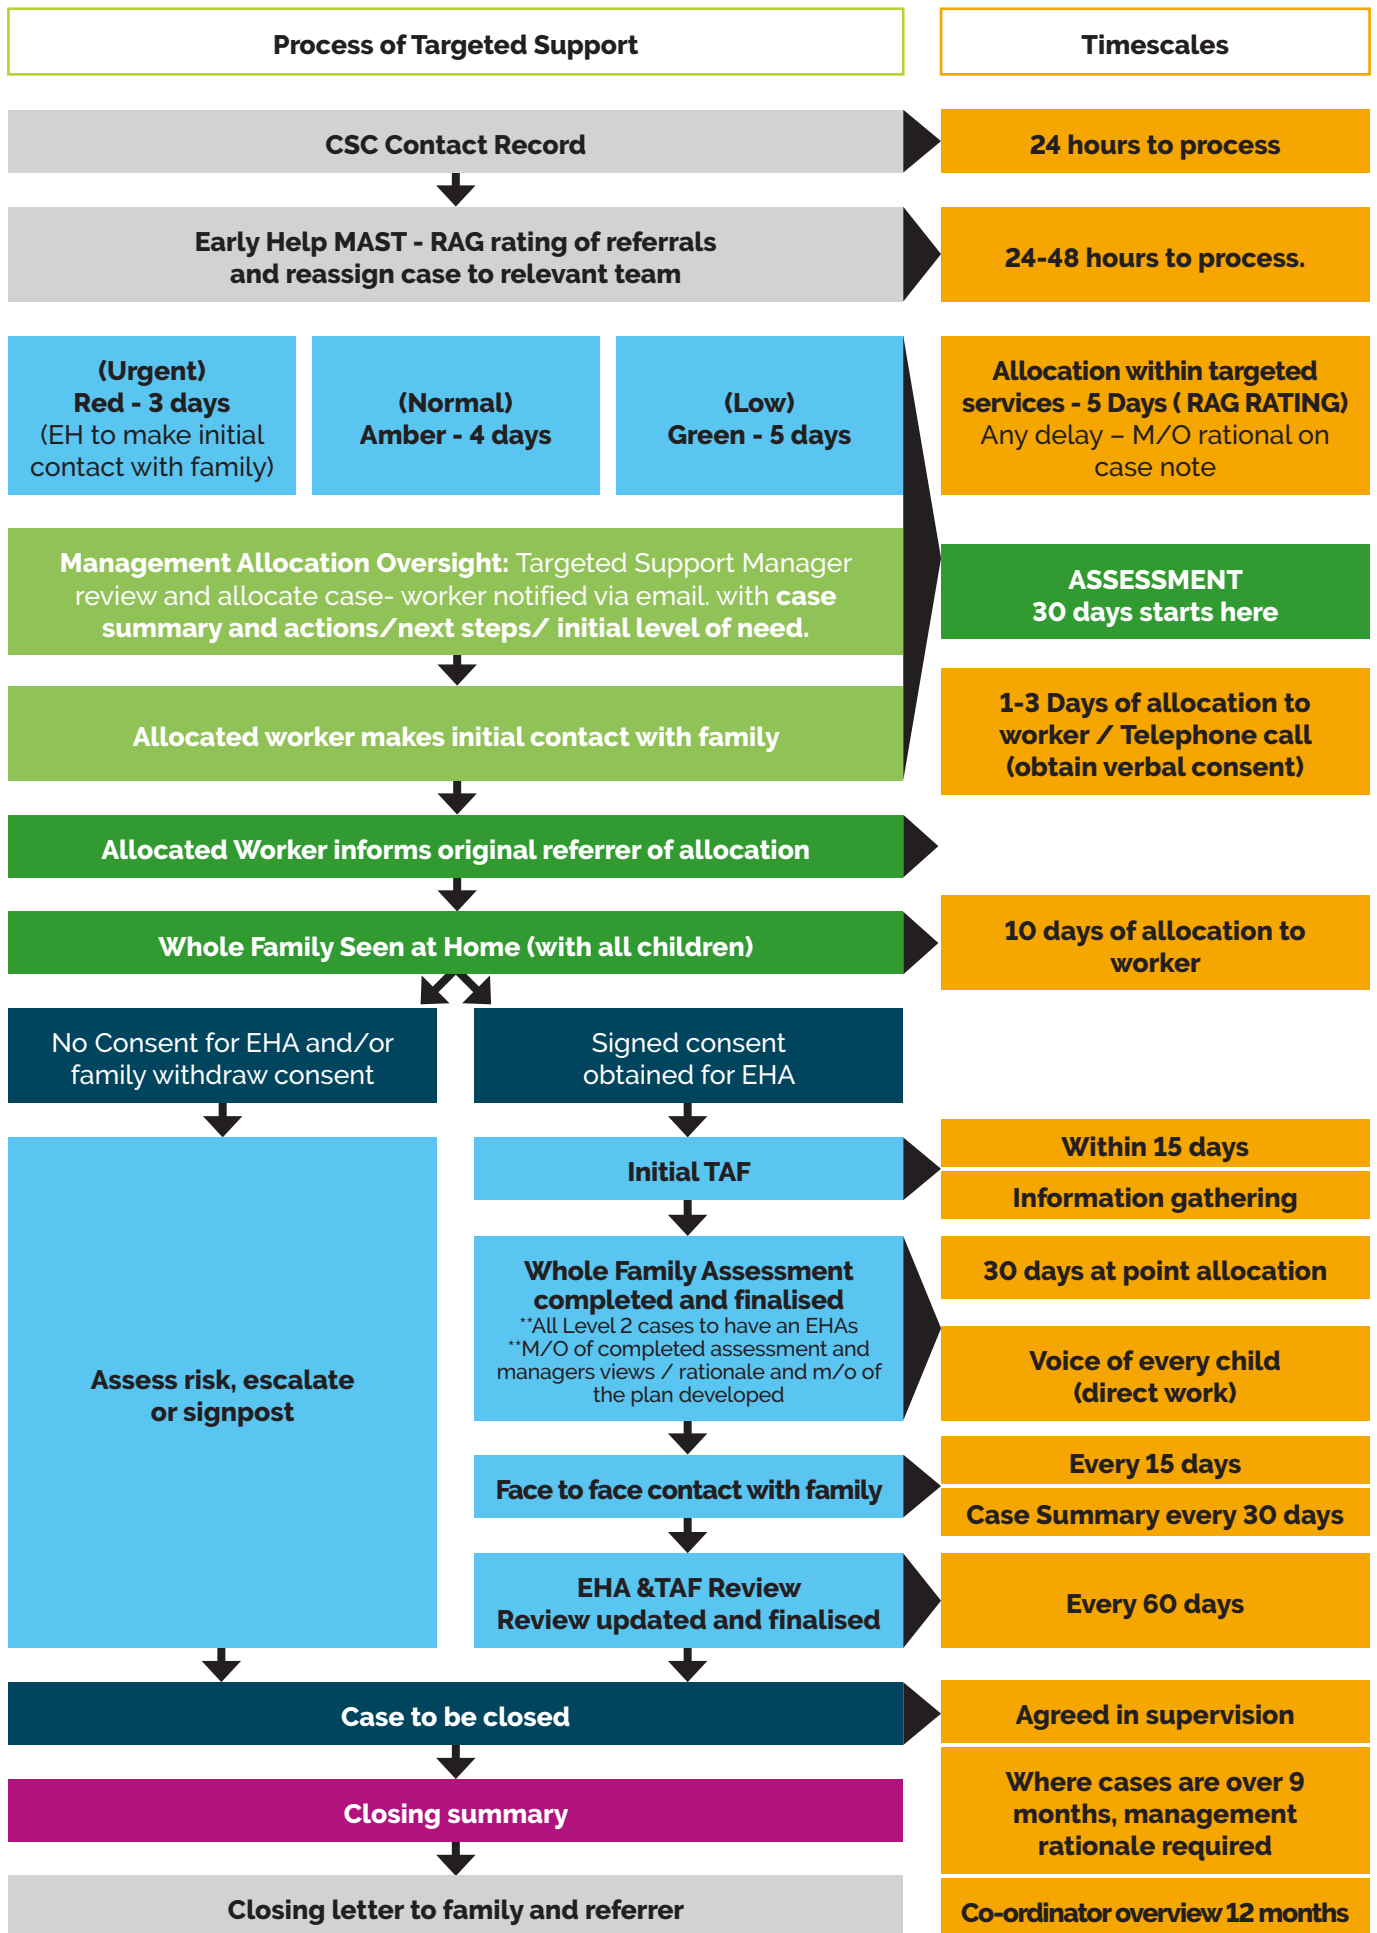 Process of Targeted Support
Timescales
CSC Contact Record
24 hours to process
Early Help MAST - RAG rating of referrals
and reassign case to relevant team
24-48 hours to process.
(Urgent)
Red - 3 days
(EH to make initial
contact with family)
(Normal)
Amber - 4 days
(Low)
Green - 5 days
Allocation within targeted
services - 5 Days ( RAG RATING)
Any delay – M/O rational on
case note
Management Allocation Oversight: Targeted Support Manager
review and allocate case- worker notified via email. with case
summary and actions/next steps/ initial level of need.
ASSESSMENT
30 days starts here
Allocated worker makes initial contact with family
1-3 Days of allocation to
worker / Telephone call
(obtain verbal consent)
Allocated Worker informs original referrer of allocation
Whole Family Seen at Home (with all children)
10 days of allocation to
worker
No Consent for EHA and/or
family withdraw consent
Signed consent
obtained for EHA
Assess risk, escalate
or signpost
Initial TAF
Within 15 days
Information gathering
Whole Family Assessment
completed and finalised
**All Level 2 cases to have an EHAs
**M/O of completed assessment and
managers views / rationale and m/o of
the plan developed
30 days at point allocation
Voice of every child
(direct work)
Face to face contact with family
Every 15 days
Case Summary every 30 days
EHA &TAF Review
Review updated and finalised
Every 60 days
Case to be closed
Agreed in supervision
Closing summary
Where cases are over 9
months, management
rationale required
Closing letter to family and referrer
Co-ordinator overview 12 months